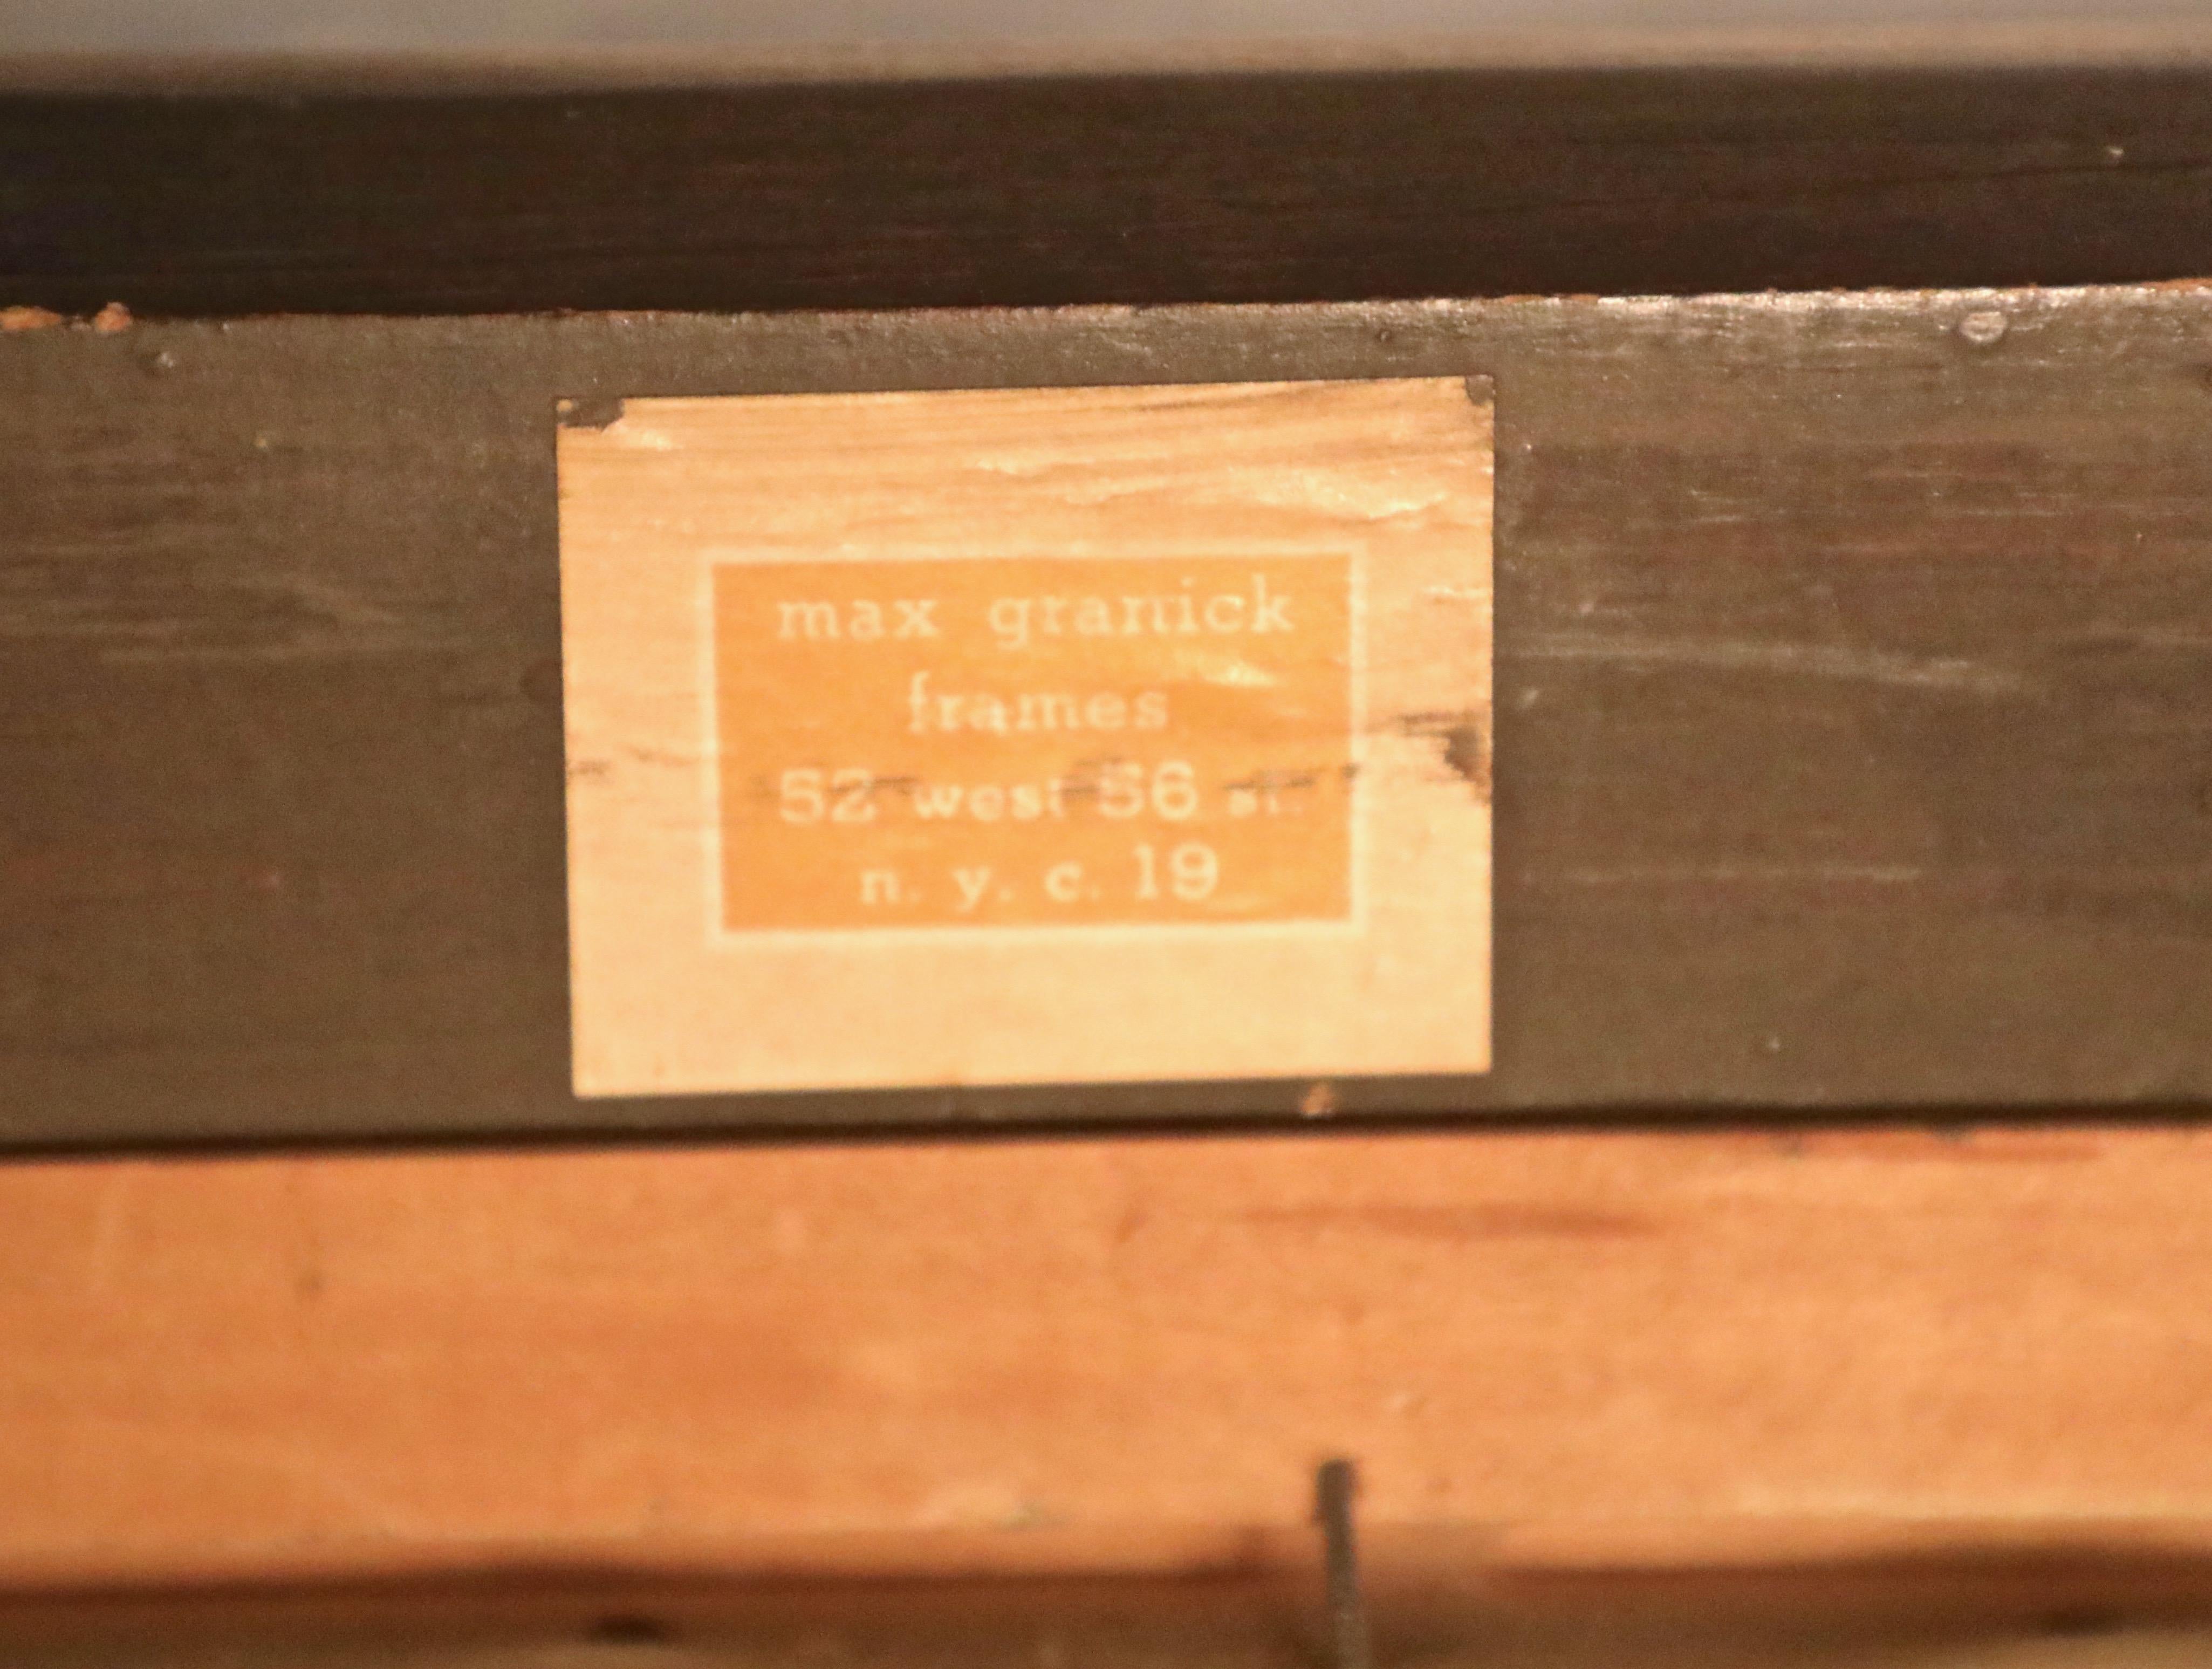 max granick
frames
52 west 56 st.
n. y. c. 19